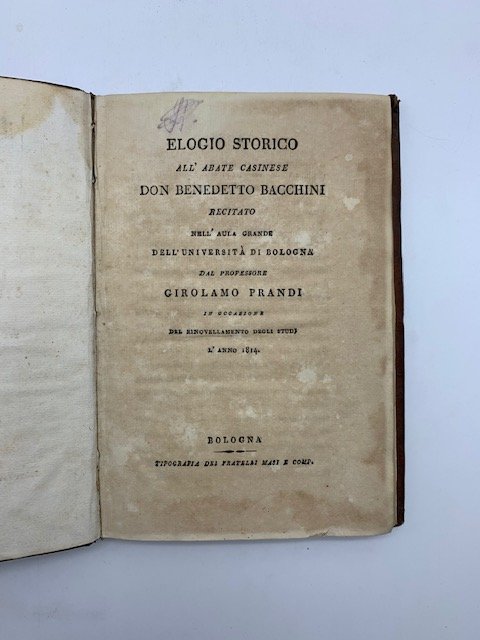 ELOGIO STORICO
ALL' ABATE CASINESE
DON BENEDETTO BACCHINI
RECITATO
NELL' AULA GRANDE
DELL' UNIVERSITÀ DI BOLOGNA
DAL PROFESSORE
GIROLAMO PRANDI
IN OCCASIONE
DEL RINOVELLAMENTO DEGLI STUDJ
L' ANNO 1814.
BOLOGNA
TIPOGRAFIA DEI FRATELLI MASI E COMP.